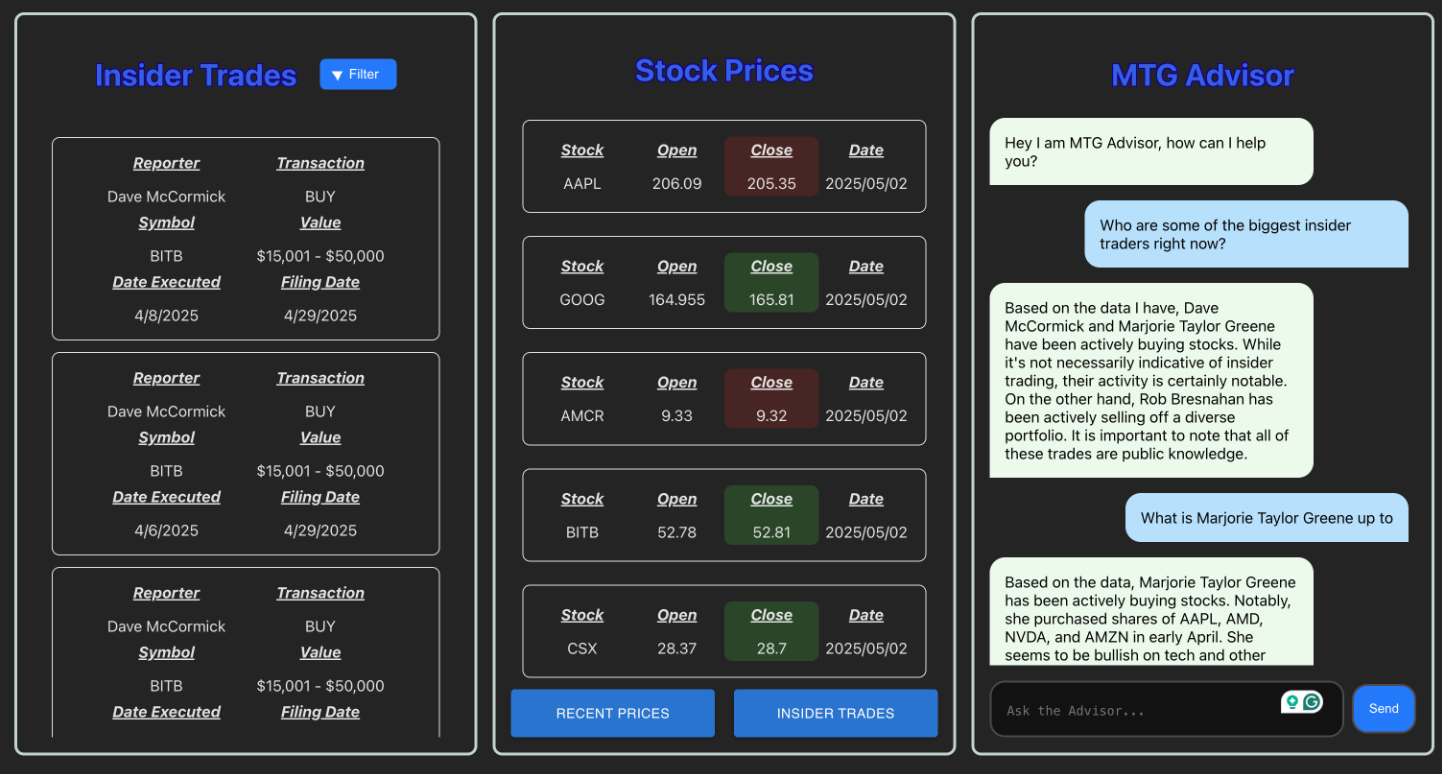 Insider Trades
Filter
Reporter Transaction
Dave McCormick BUY
Symbol Value
BITB $15,001 - $50,000
Date Executed Filing Date
4/8/2025 4/29/2025
Reporter Transaction
Dave McCormick BUY
Symbol Value
BITB $15,001 - $50,000
Date Executed Filing Date
4/6/2025 4/29/2025
Reporter Transaction
Dave McCormick BUY
Symbol Value
BITB $15,001 - $50,000
Date Executed Filing Date
Stock Prices
Stock Open Close Date
AAPL 206.09 205.35 2025/05/02
Stock Open Close Date
GOOG 164.955 165.81 2025/05/02
Stock Open Close Date
AMCR 9.33 9.32 2025/05/02
Stock Open Close Date
BITB 52.78 52.81 2025/05/02
Stock Open Close Date
CSX 28.37 28.7 2025/05/02
RECENT PRICES INSIDER TRADES
MTG Advisor
Hey I am MTG Advisor, how can I help
you?
Who are some of the biggest insider
traders right now?
Based on the data I have, Dave
McCormick and Marjorie Taylor Greene
have been actively buying stocks. While
it's not necessarily indicative of insider
trading, their activity is certainly notable.
On the other hand, Rob Bresnahan has
been actively selling off a diverse
portfolio. It is important to note that all of
these trades are public knowledge.
What is Marjorie Taylor Greene up to
Based on the data, Marjorie Taylor Greene
has been actively buying stocks. Notably,
she purchased shares of AAPL, AMD,
NVDA, and AMZN in early April. She
seems to be bullish on tech and other
Ask the Advisor...
Send